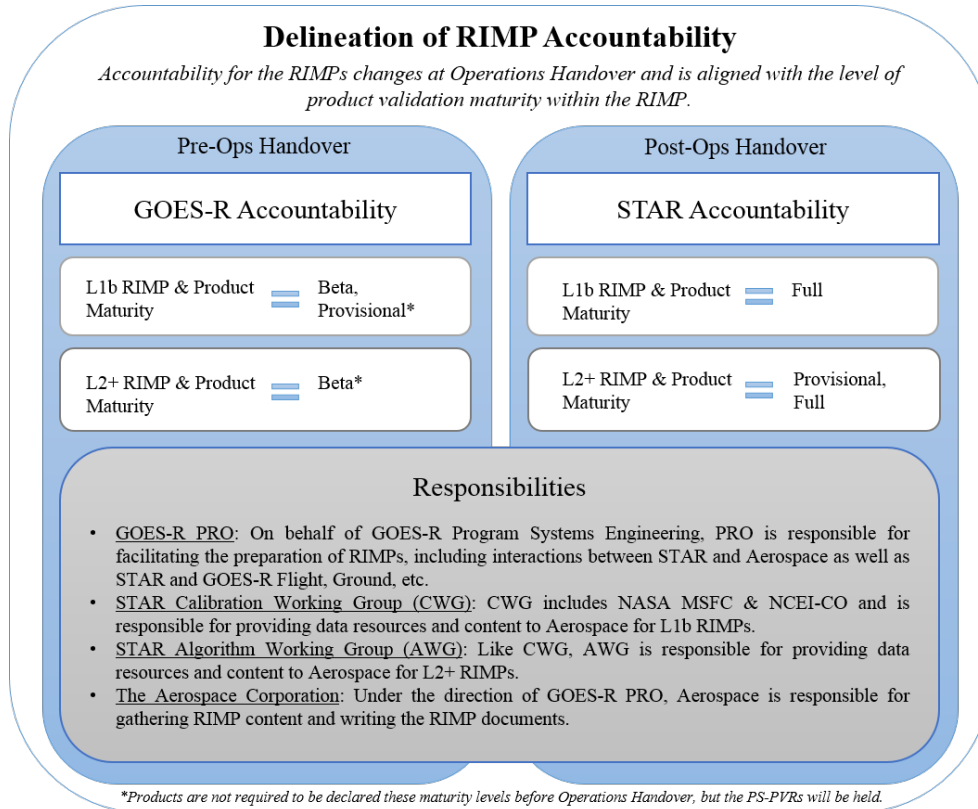 Delineation of RIMP Accountability
Accountability for the RIMPs changes at Operations Handover and is aligned with the level of
product validation maturity within the RIMP.
Pre-Ops Handover
GOES-R Accountability
L1b RIMP & Product
Maturity
Beta,
Provisional*
L2+ RIMP & Product
Maturity
Beta*
Post-Ops Handover
STAR Accountability
L1b RIMP & Product
Maturity
Full
L2+ RIMP & Product
Maturity
Provisional,
Full
Responsibilities
• GOES-R PRO: On behalf of GOES-R Program Systems Engineering, PRO is responsible for
facilitating the preparation of RIMPs, including interactions between STAR and Aerospace as well as
STAR and GOES-R Flight, Ground, etc.
• STAR Calibration Working Group (CWG): CWG includes NASA MSFC & NCEI-CO and is
responsible for providing data resources and content to Aerospace for L1b RIMPs.
• STAR Algorithm Working Group (AWG): Like CWG, AWG is responsible for providing data
resources and content to Aerospace for L2+ RIMPs.
• The Aerospace Corporation: Under the direction of GOES-R PRO, Aerospace is responsible for
gathering RIMP content and writing the RIMP documents.
*Products are not required to be declared these maturity levels before Operations Handover, but the PS-PVRs will be held.